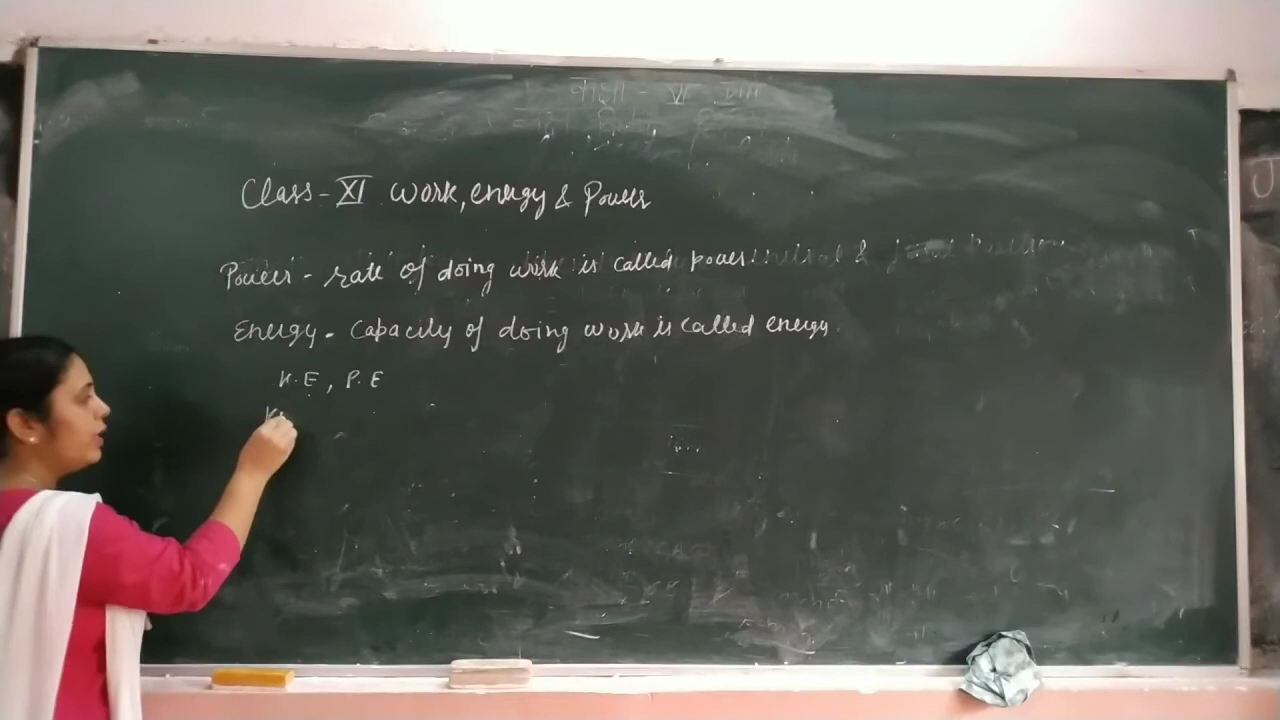 Class-XI Work, energy & Power
Power - rate of doing work is called power
Energy - Capacity of doing work is called energy.
K.E, P.E
K.